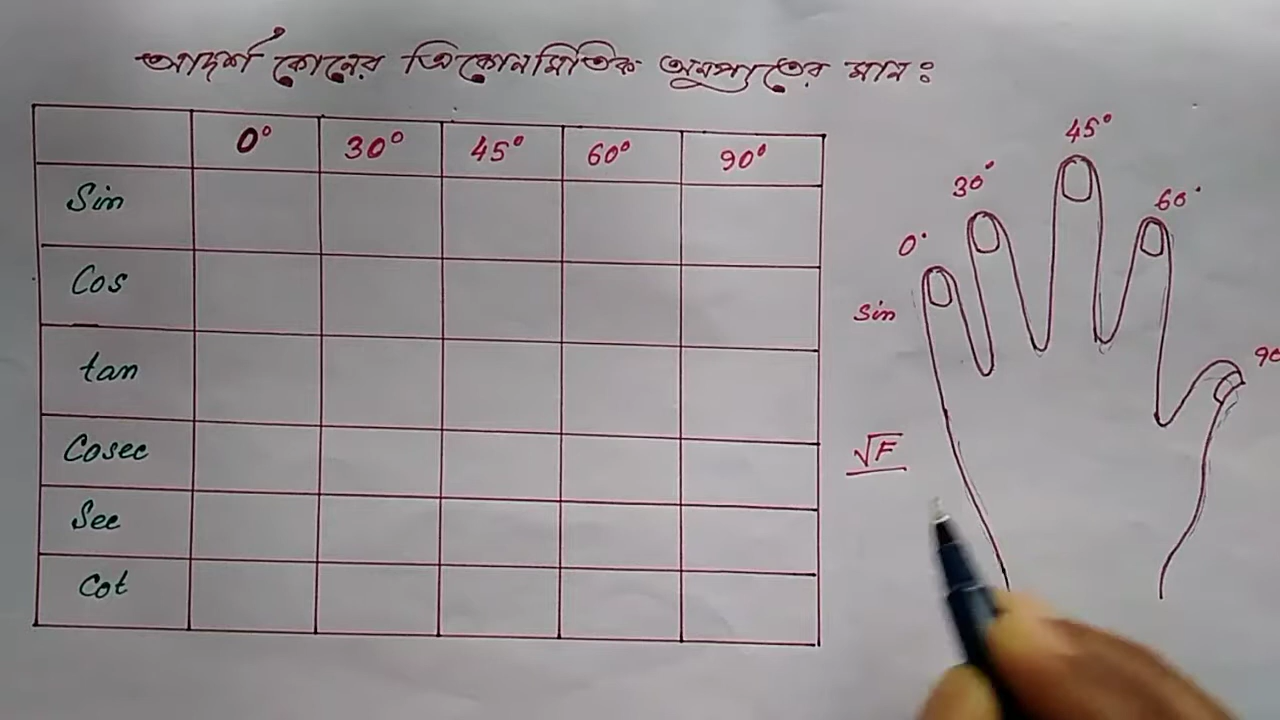 আদর্শ কোনের ত্রিকোনমিতিক অনুপাতের মান:
0° 30° 45° 60° 90°
Sin
Cos
tan
Cosec
Sec
Cot
45°
30°
60°
0°
Sin
90
√F